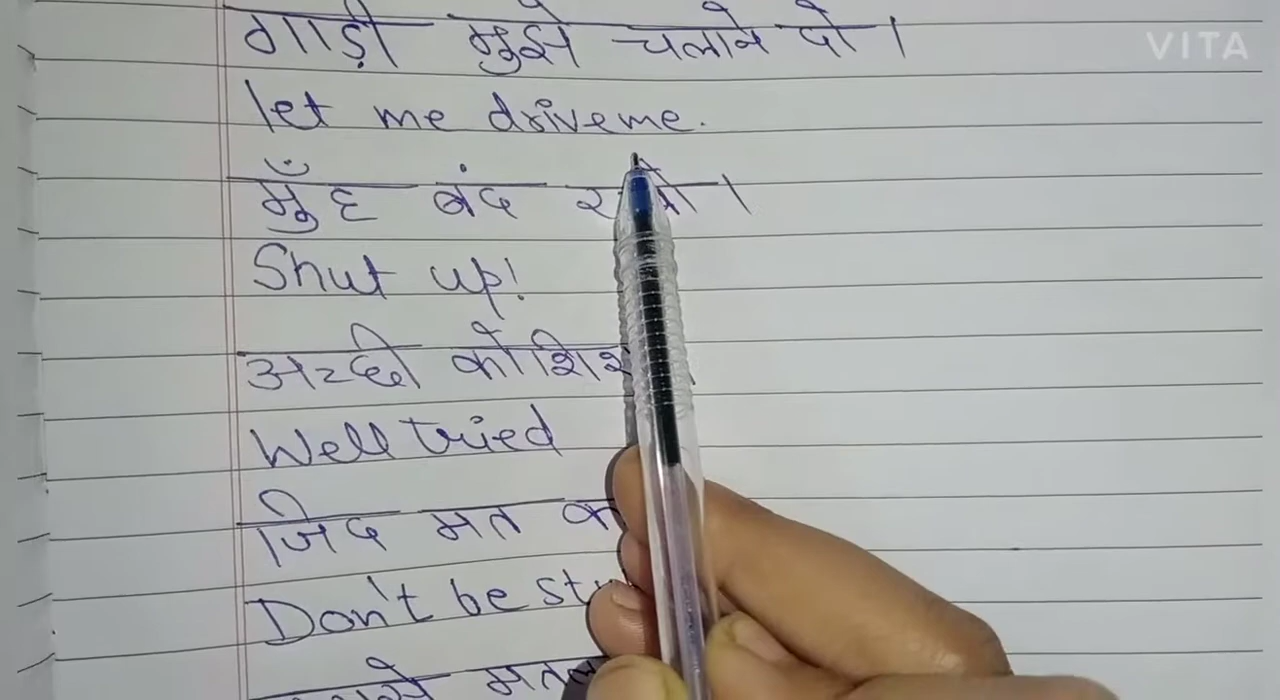 गाड़ी मुझे चलाने दो। VITA
let me driveme.
मुँह बंद
Shut up!
अच्छी
Well tried
जिद मत
Don't be